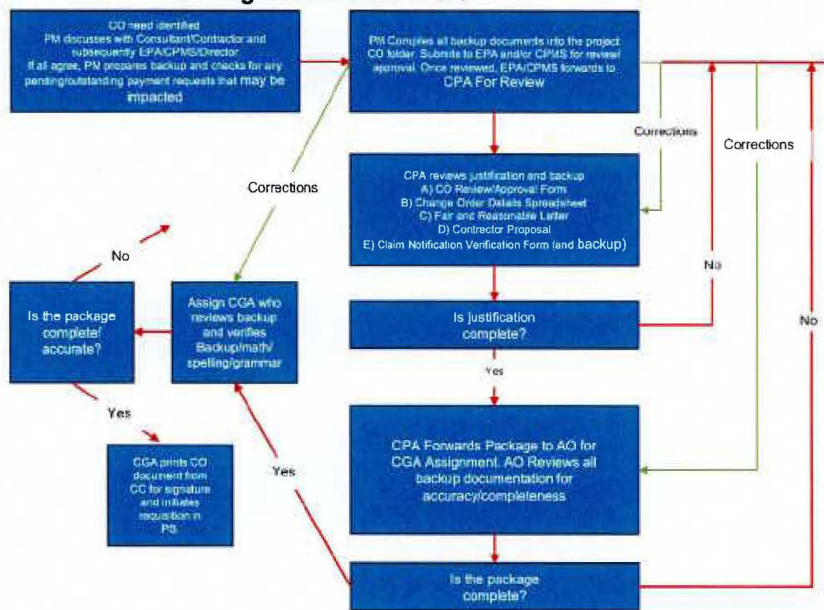 CO need identified
PM discusses with Consultant/Contractor and
subsequently EPA/CPMS/Director
If all agree, PM prepares backup and checks for any
pending/outstanding payment requests that may be
impacted
PM Compiles all backup documents into the project
CO folder. Submits to EPA and/or CPMS for review/
approval. Once reviewed, EPA/CPMS forwards to
CPA For Review
Corrections
Corrections
Corrections
CPA reviews justification and backup
A) CO Review/Approval Form
B) Change Order Details Spreadsheet
C) Fair and Reasonable Letter
D) Contractor Proposal
E) Claim Notification Verification Form (and backup)
No
No
No
Is the package
complete/
accurate?
Assign CGA who
reviews backup
and verifies
Backup/math/
spelling/grammar
Is justification
complete?
Yes
Yes
Yes
CGA prints CO
document from
CC for signature
and initiates
requisition in
PS
CPA Forwards Package to AO for
CGA Assignment. AO Reviews all
backup documentation for
accuracy/completeness
Is the package
complete?